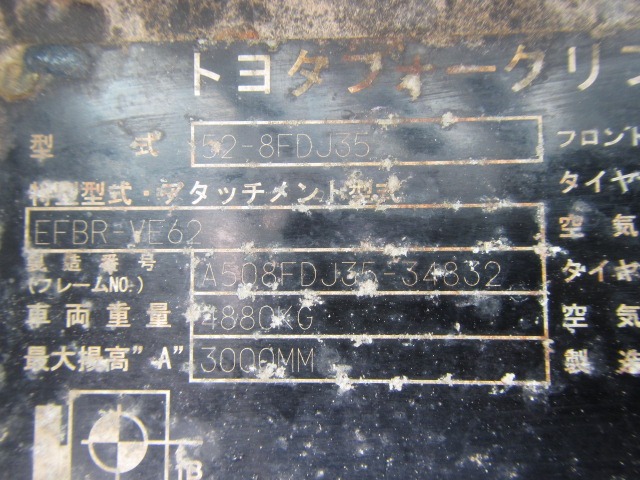 トヨタフォークリフ
型式 52-8FDJ35 フロント
特型型式・アタッチメント型式 タイヤ
EFBR-VE62 空気
製造番号
(フレームNO.) A508FDJ35-34832 タイヤ
車両重量 4880KG 空気
最大揚高"A" 3000MM 製造
B